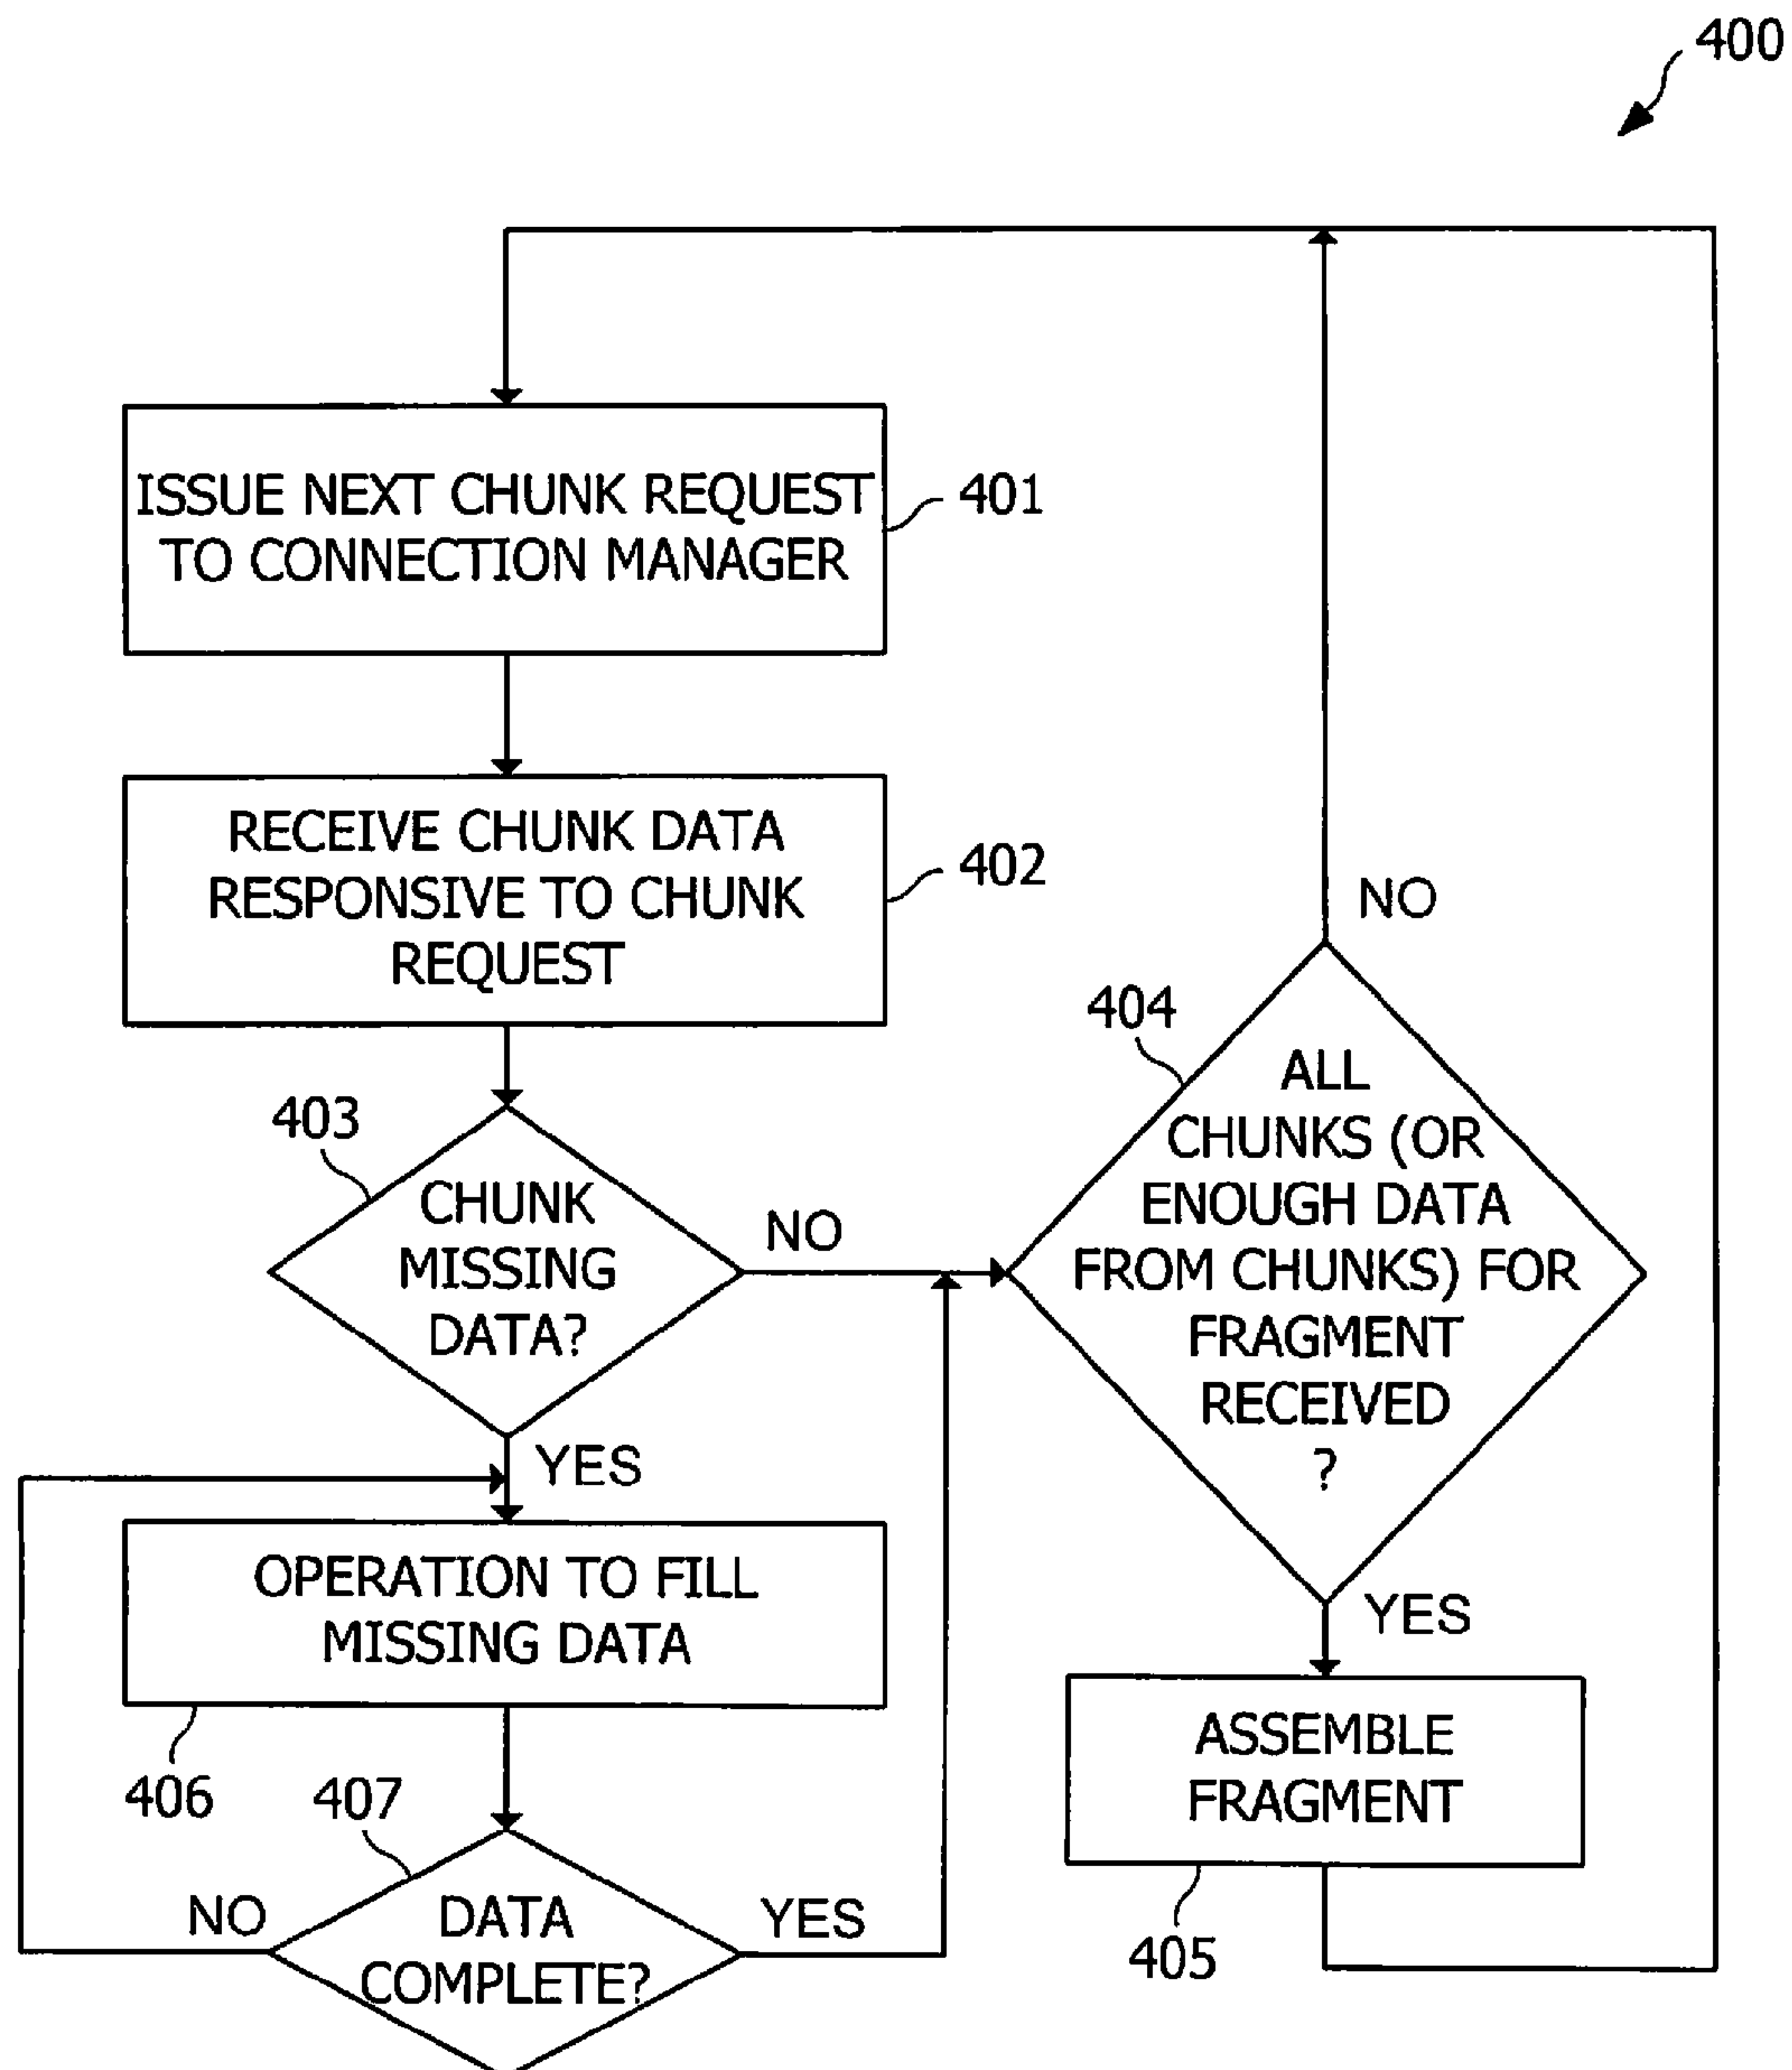 400
ISSUE NEXT CHUNK REQUEST
TO CONNECTION MANAGER
401
RECEIVE CHUNK DATA
RESPONSIVE TO CHUNK
REQUEST
402
403
CHUNK
MISSING
DATA?
NO
YES
404
ALL
CHUNKS (OR
ENOUGH DATA
FROM CHUNKS) FOR
FRAGMENT
RECEIVED
?
NO
YES
OPERATION TO FILL
MISSING DATA
406
407
DATA
COMPLETE?
NO
YES
ASSEMBLE
FRAGMENT
405